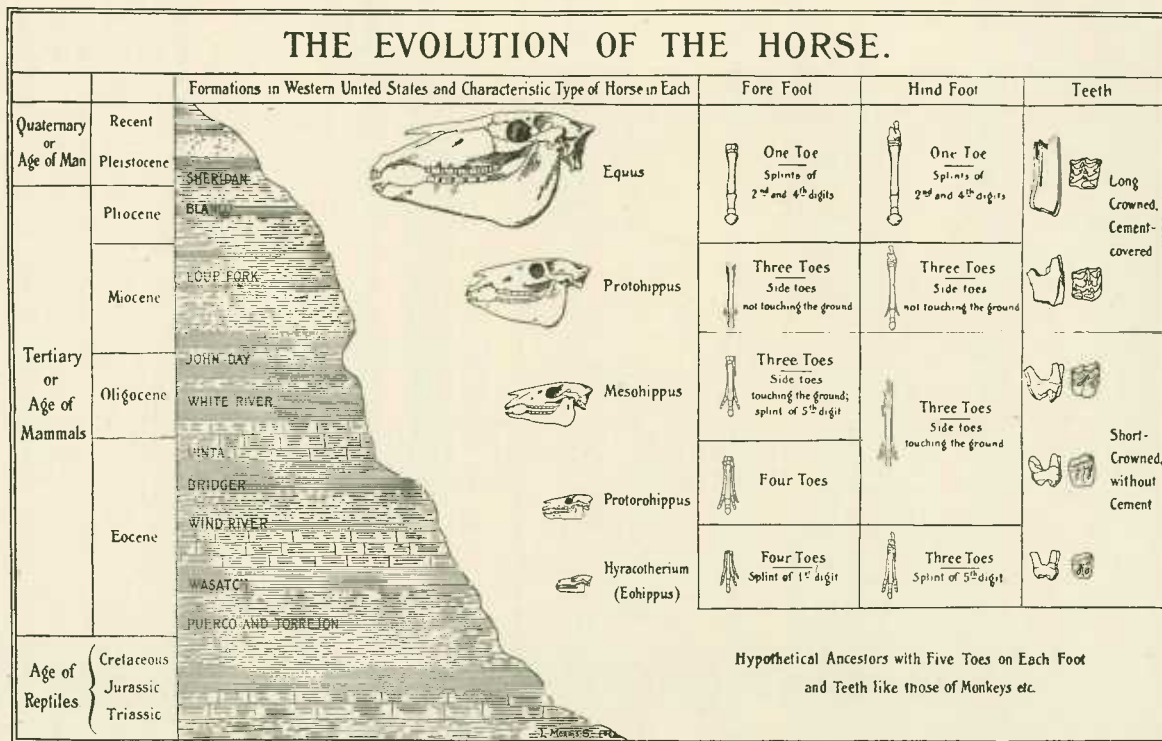 THE EVOLUTION OF THE HORSE.
Formations in Western United States and Characteristic Type of Horse in Each
Fore Foot
Hind Foot
Teeth
Quaternary
or
Age of Man
Recent
Pleistocene
SHERIDAN
Equus
One Toe
Splints of
2nd and 4th digits
One Toe
Splints of
2nd and 4th digits
Long
Crowned,
Cement-
covered
Tertiary
or
Age of
Mammals
Pliocene
BLANCO
Miocene
LOUP FORK
Protohippus
Three Toes
Side toes
not touching the ground
Three Toes
Side toes
not touching the ground
Oligocene
JOHN DAY
WHITE RIVER
Mesohippus
Three Toes
Side toes
touching the ground;
splint of 5th digit
Three Toes
Side toes
touching the ground
Short-
Crowned,
without
Cement
Eocene
UINTA
BRIDGER
WIND RIVER
WASATCH
PUERCO AND TORREJON
Protorohippus
Four Toes
Hyracotherium
(Eohippus)
Four Toes
Splint of 1st digit
Three Toes
Splint of 5th digit
Age of
Reptiles
Cretaceous
Jurassic
Triassic
Hypothetical Ancestors with Five Toes on Each Foot
and Teeth like those of Monkeys etc.